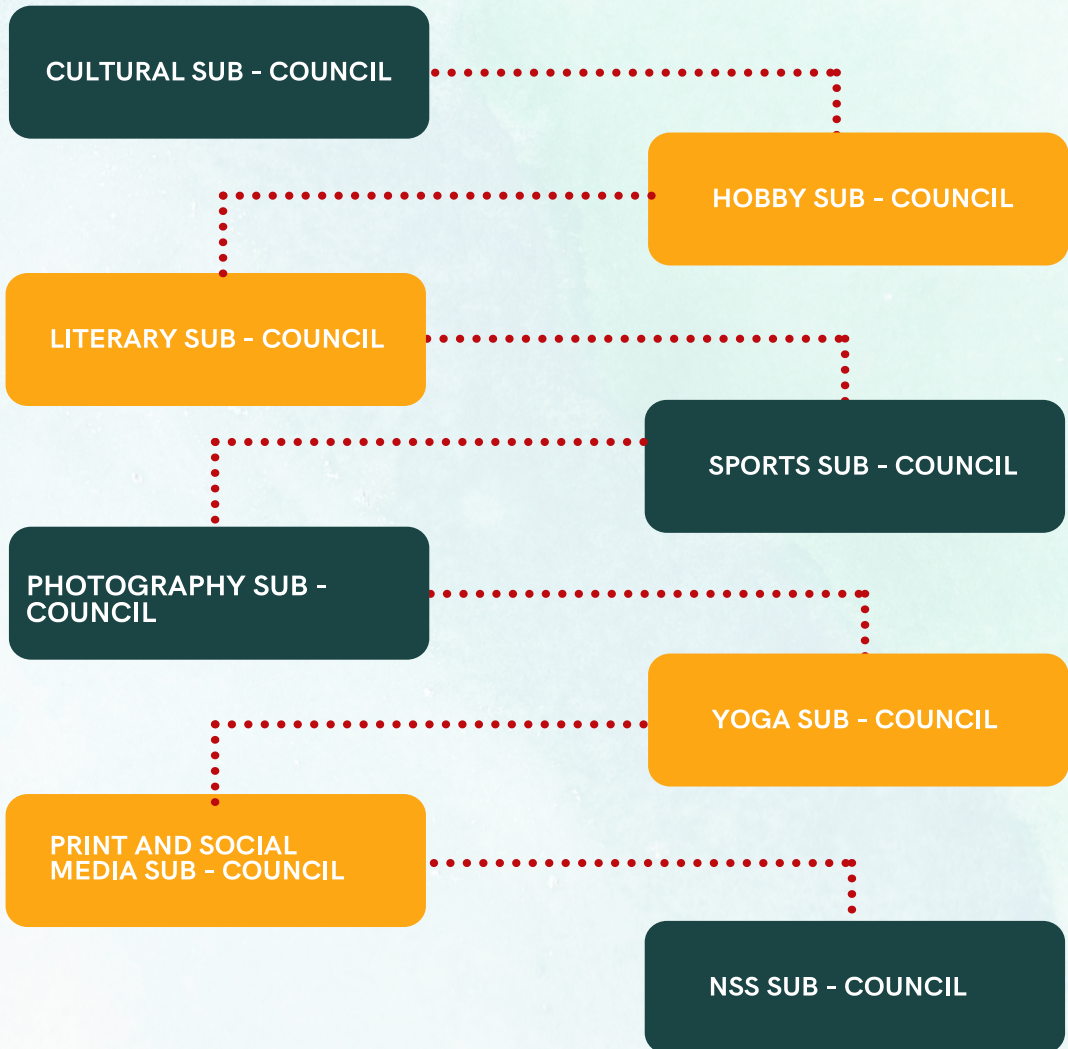 CULTURAL SUB - COUNCIL
HOBBY SUB - COUNCIL
LITERARY SUB - COUNCIL
SPORTS SUB - COUNCIL
PHOTOGRAPHY SUB -
COUNCIL
YOGA SUB - COUNCIL
PRINT AND SOCIAL
MEDIA SUB - COUNCIL
NSS SUB - COUNCIL